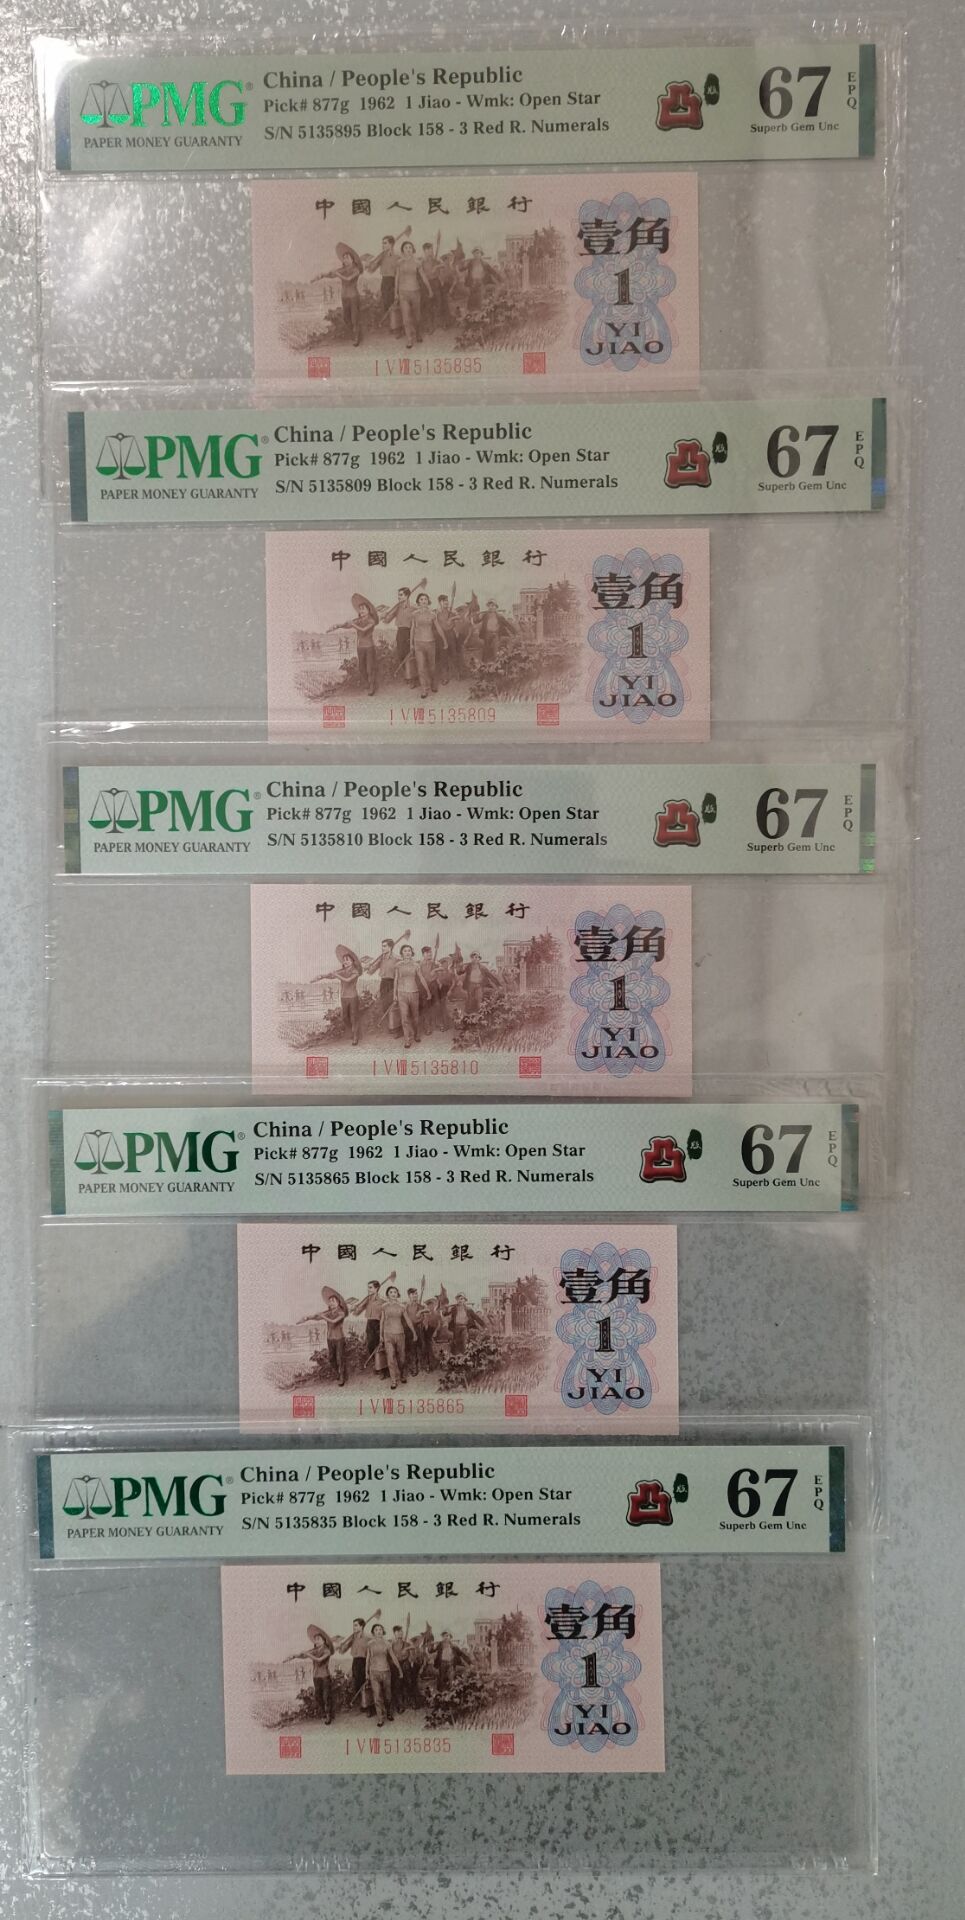 PMG®
PAPER MONEY GUARANTY
China / People's Republic
Pick# 877g 1962 1 Jiao - Wmk: Open Star
S/N 5135895 Block 158 - 3 Red R. Numerals
凸版
67
EPQ
Superb Gem Unc
中國人民銀行
壹角
1
YI
JIAO
I V VIII 5135895
PMG®
PAPER MONEY GUARANTY
China / People's Republic
Pick# 877g 1962 1 Jiao - Wmk: Open Star
S/N 5135809 Block 158 - 3 Red R. Numerals
凸版
67
EPQ
Superb Gem Unc
中國人民銀行
壹角
1
YI
JIAO
I V VIII 5135809
PMG®
PAPER MONEY GUARANTY
China / People's Republic
Pick# 877g 1962 1 Jiao - Wmk: Open Star
S/N 5135810 Block 158 - 3 Red R. Numerals
凸版
67
EPQ
Superb Gem Unc
中國人民銀行
壹角
1
YI
JIAO
I V VIII 5135810
PMG®
PAPER MONEY GUARANTY
China / People's Republic
Pick# 877g 1962 1 Jiao - Wmk: Open Star
S/N 5135865 Block 158 - 3 Red R. Numerals
凸版
67
EPQ
Superb Gem Unc
中國人民銀行
壹角
1
YI
JIAO
I V VIII 5135865
PMG®
PAPER MONEY GUARANTY
China / People's Republic
Pick# 877g 1962 1 Jiao - Wmk: Open Star
S/N 5135835 Block 158 - 3 Red R. Numerals
凸版
67
EPQ
Superb Gem Unc
中國人民銀行
壹角
1
YI
JIAO
I V VIII 5135835